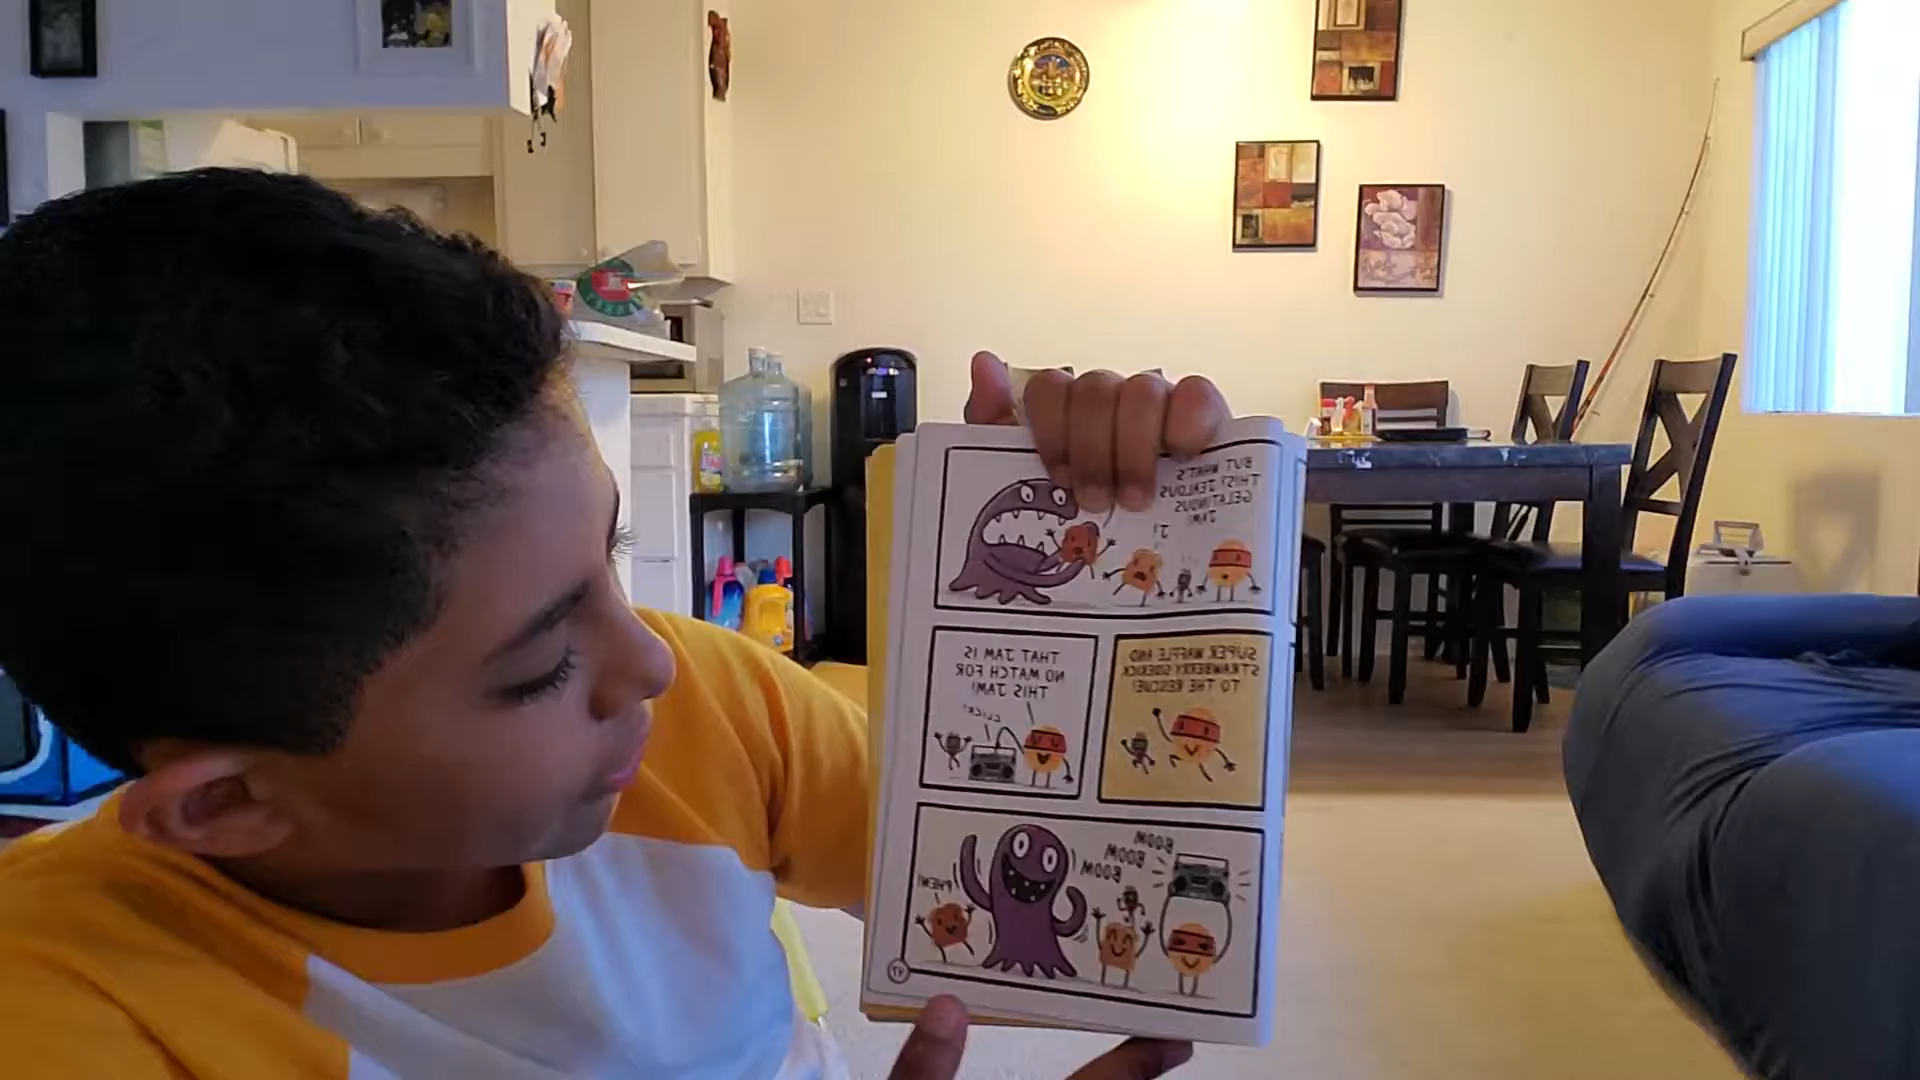 BUT WHAT'S
THIS? JEALOUS
GELATINOUS
JAM!
SUPER WAFFLE AND
STRAWBERRY SIDEKICK
TO THE RESCUE!
THAT JAM IS
NO MATCH FOR
THIS JAM!
CLICK!
BOOM
BOOM
BOOM
PHEW!